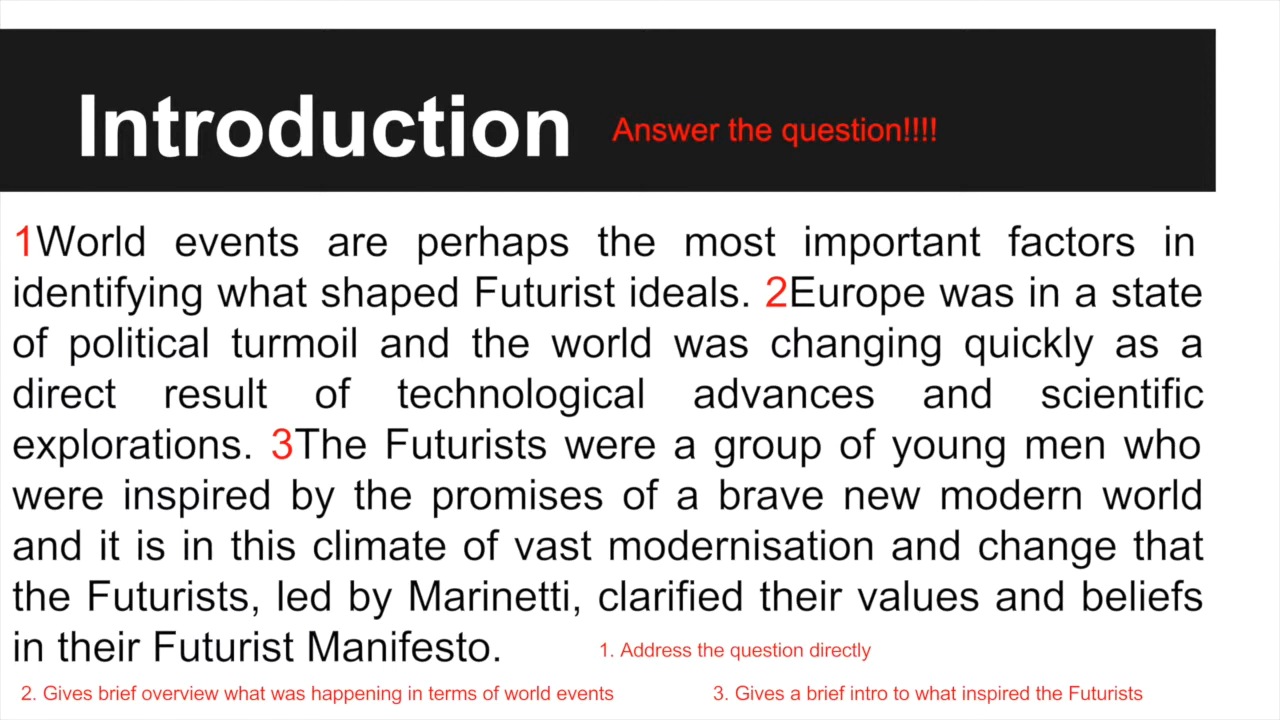 Introduction Answer the question!!!!
1World events are perhaps the most important factors in
identifying what shaped Futurist ideals. 2Europe was in a state
of political turmoil and the world was changing quickly as a
direct result of technological advances and scientific
explorations. 3The Futurists were a group of young men who
were inspired by the promises of a brave new modern world
and it is in this climate of vast modernisation and change that
the Futurists, led by Marinetti, clarified their values and beliefs
in their Futurist Manifesto. 1. Address the question directly
2. Gives brief overview what was happening in terms of world events 3. Gives a brief intro to what inspired the Futurists